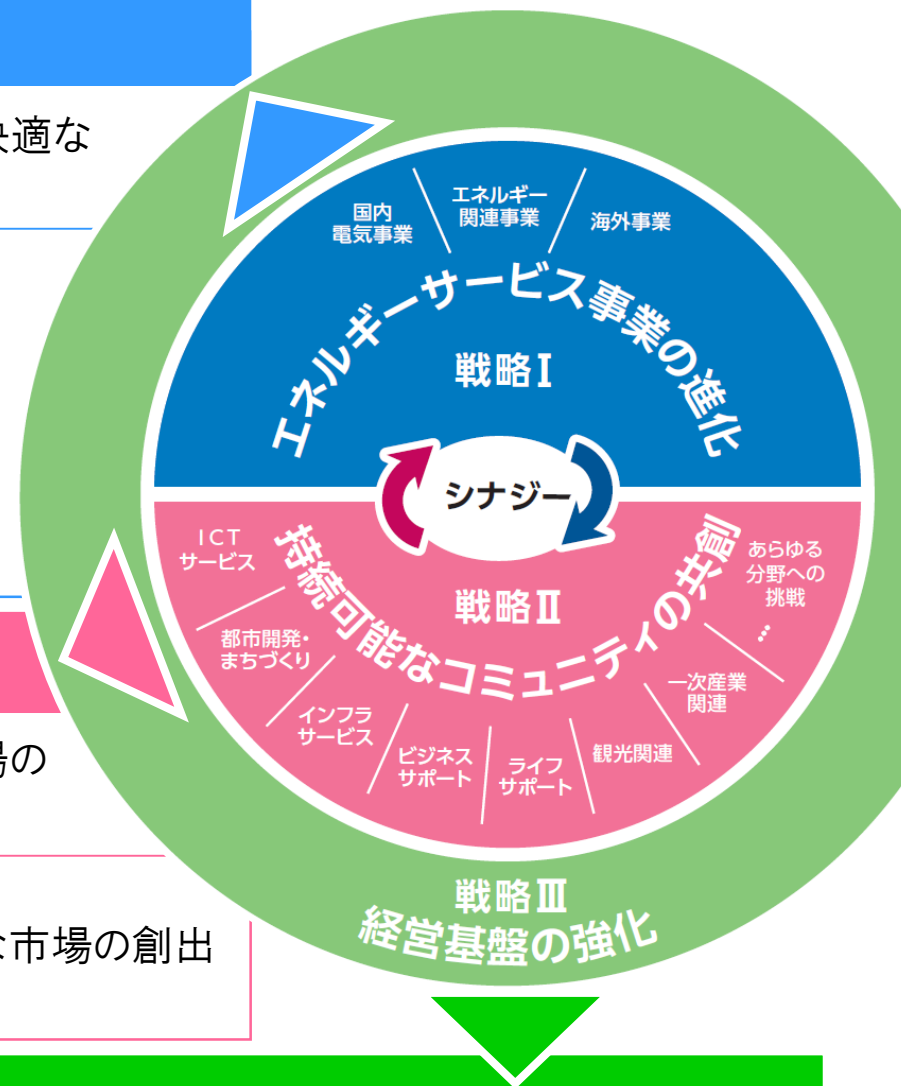 快適な
国内
電気事業
エネルギー
関連事業
海外事業
エネルギーサービス事業の進化
戦略Ⅰ
シナジー
ICT
サービス
都市開発・
まちづくり
インフラ
サービス
ビジネス
サポート
ライフ
サポート
観光関連
一次産業
関連
あらゆる
分野への
挑戦
⋮
戦略Ⅱ
持続可能なコミュニティの共創
場の
な市場の創出
戦略Ⅲ
経営基盤の強化